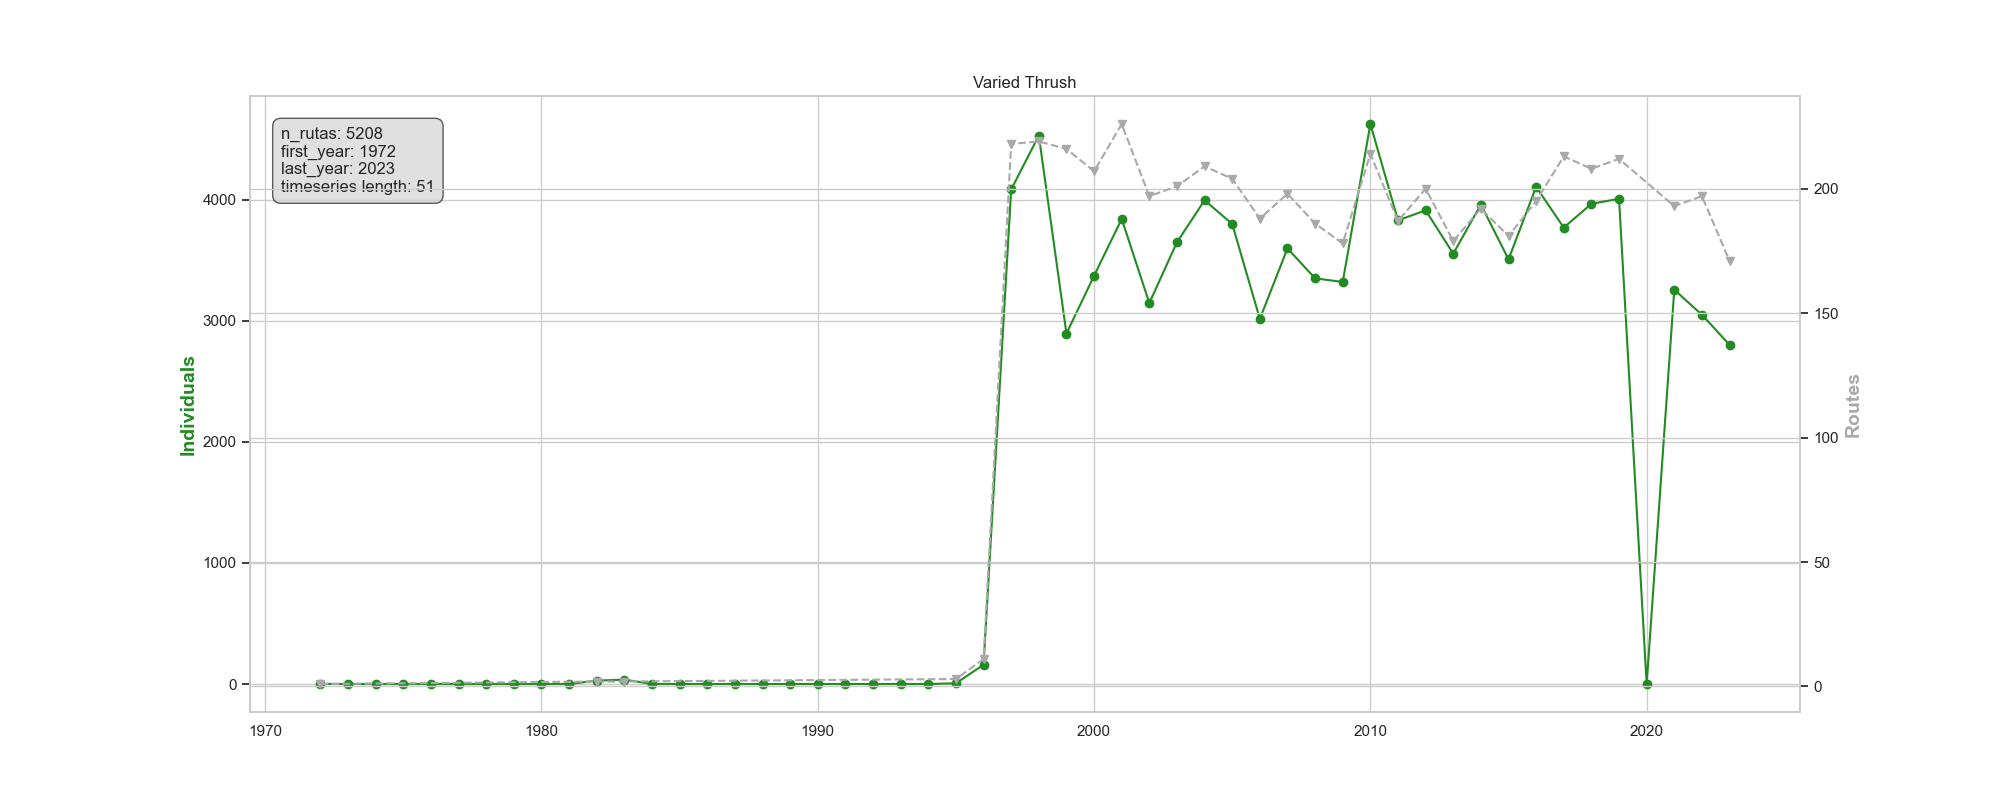 Varied Thrush
n_rutas: 5208
first_year: 1972
last_year: 2023
timeseries length: 51
4000
3000
2000
1000
0
Individuals
200
150
100
50
0
Routes
1970
1980
1990
2000
2010
2020